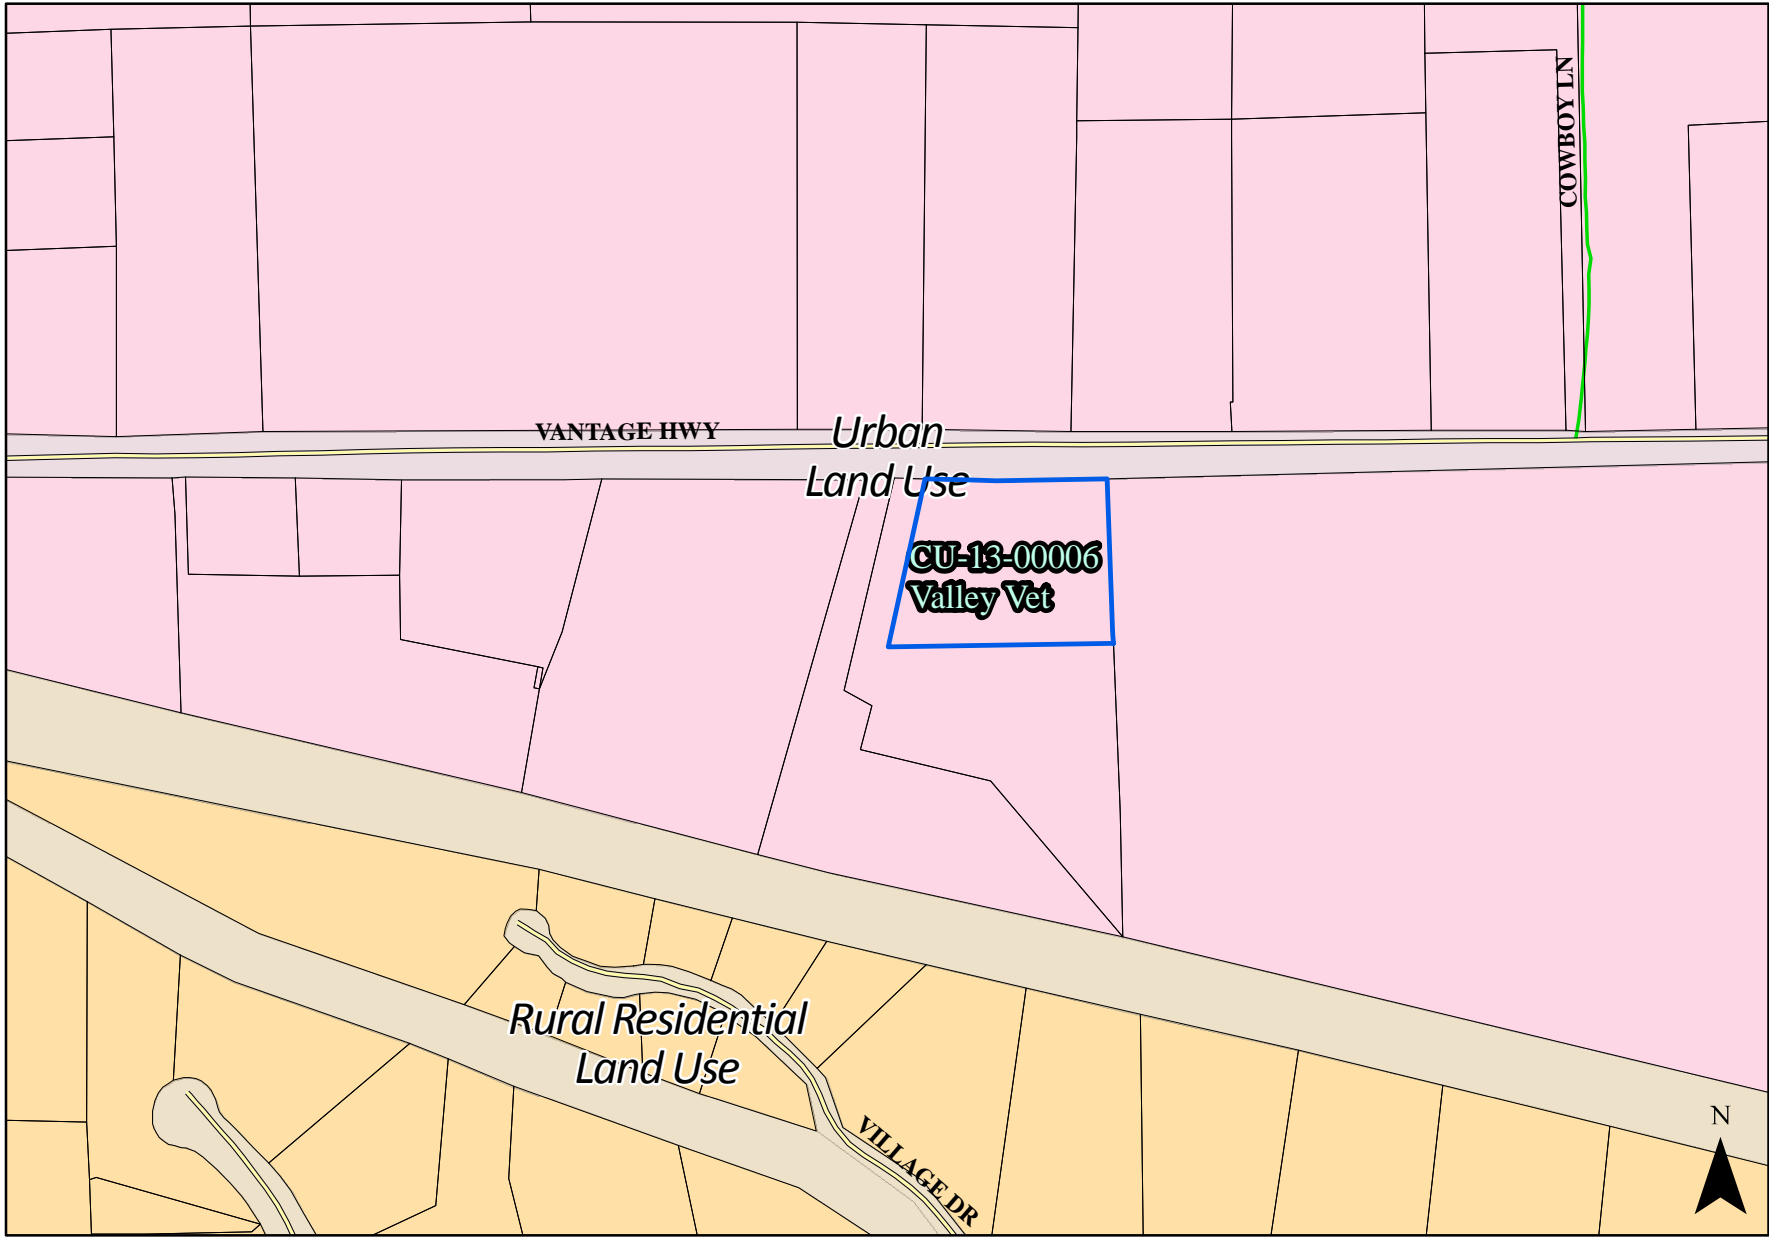 COWBOY LN
VANTAGE HWY
Urban
Land Use
CU-13-00006
Valley Vet
Rural Residential
Land Use
VILLAGE DR
N